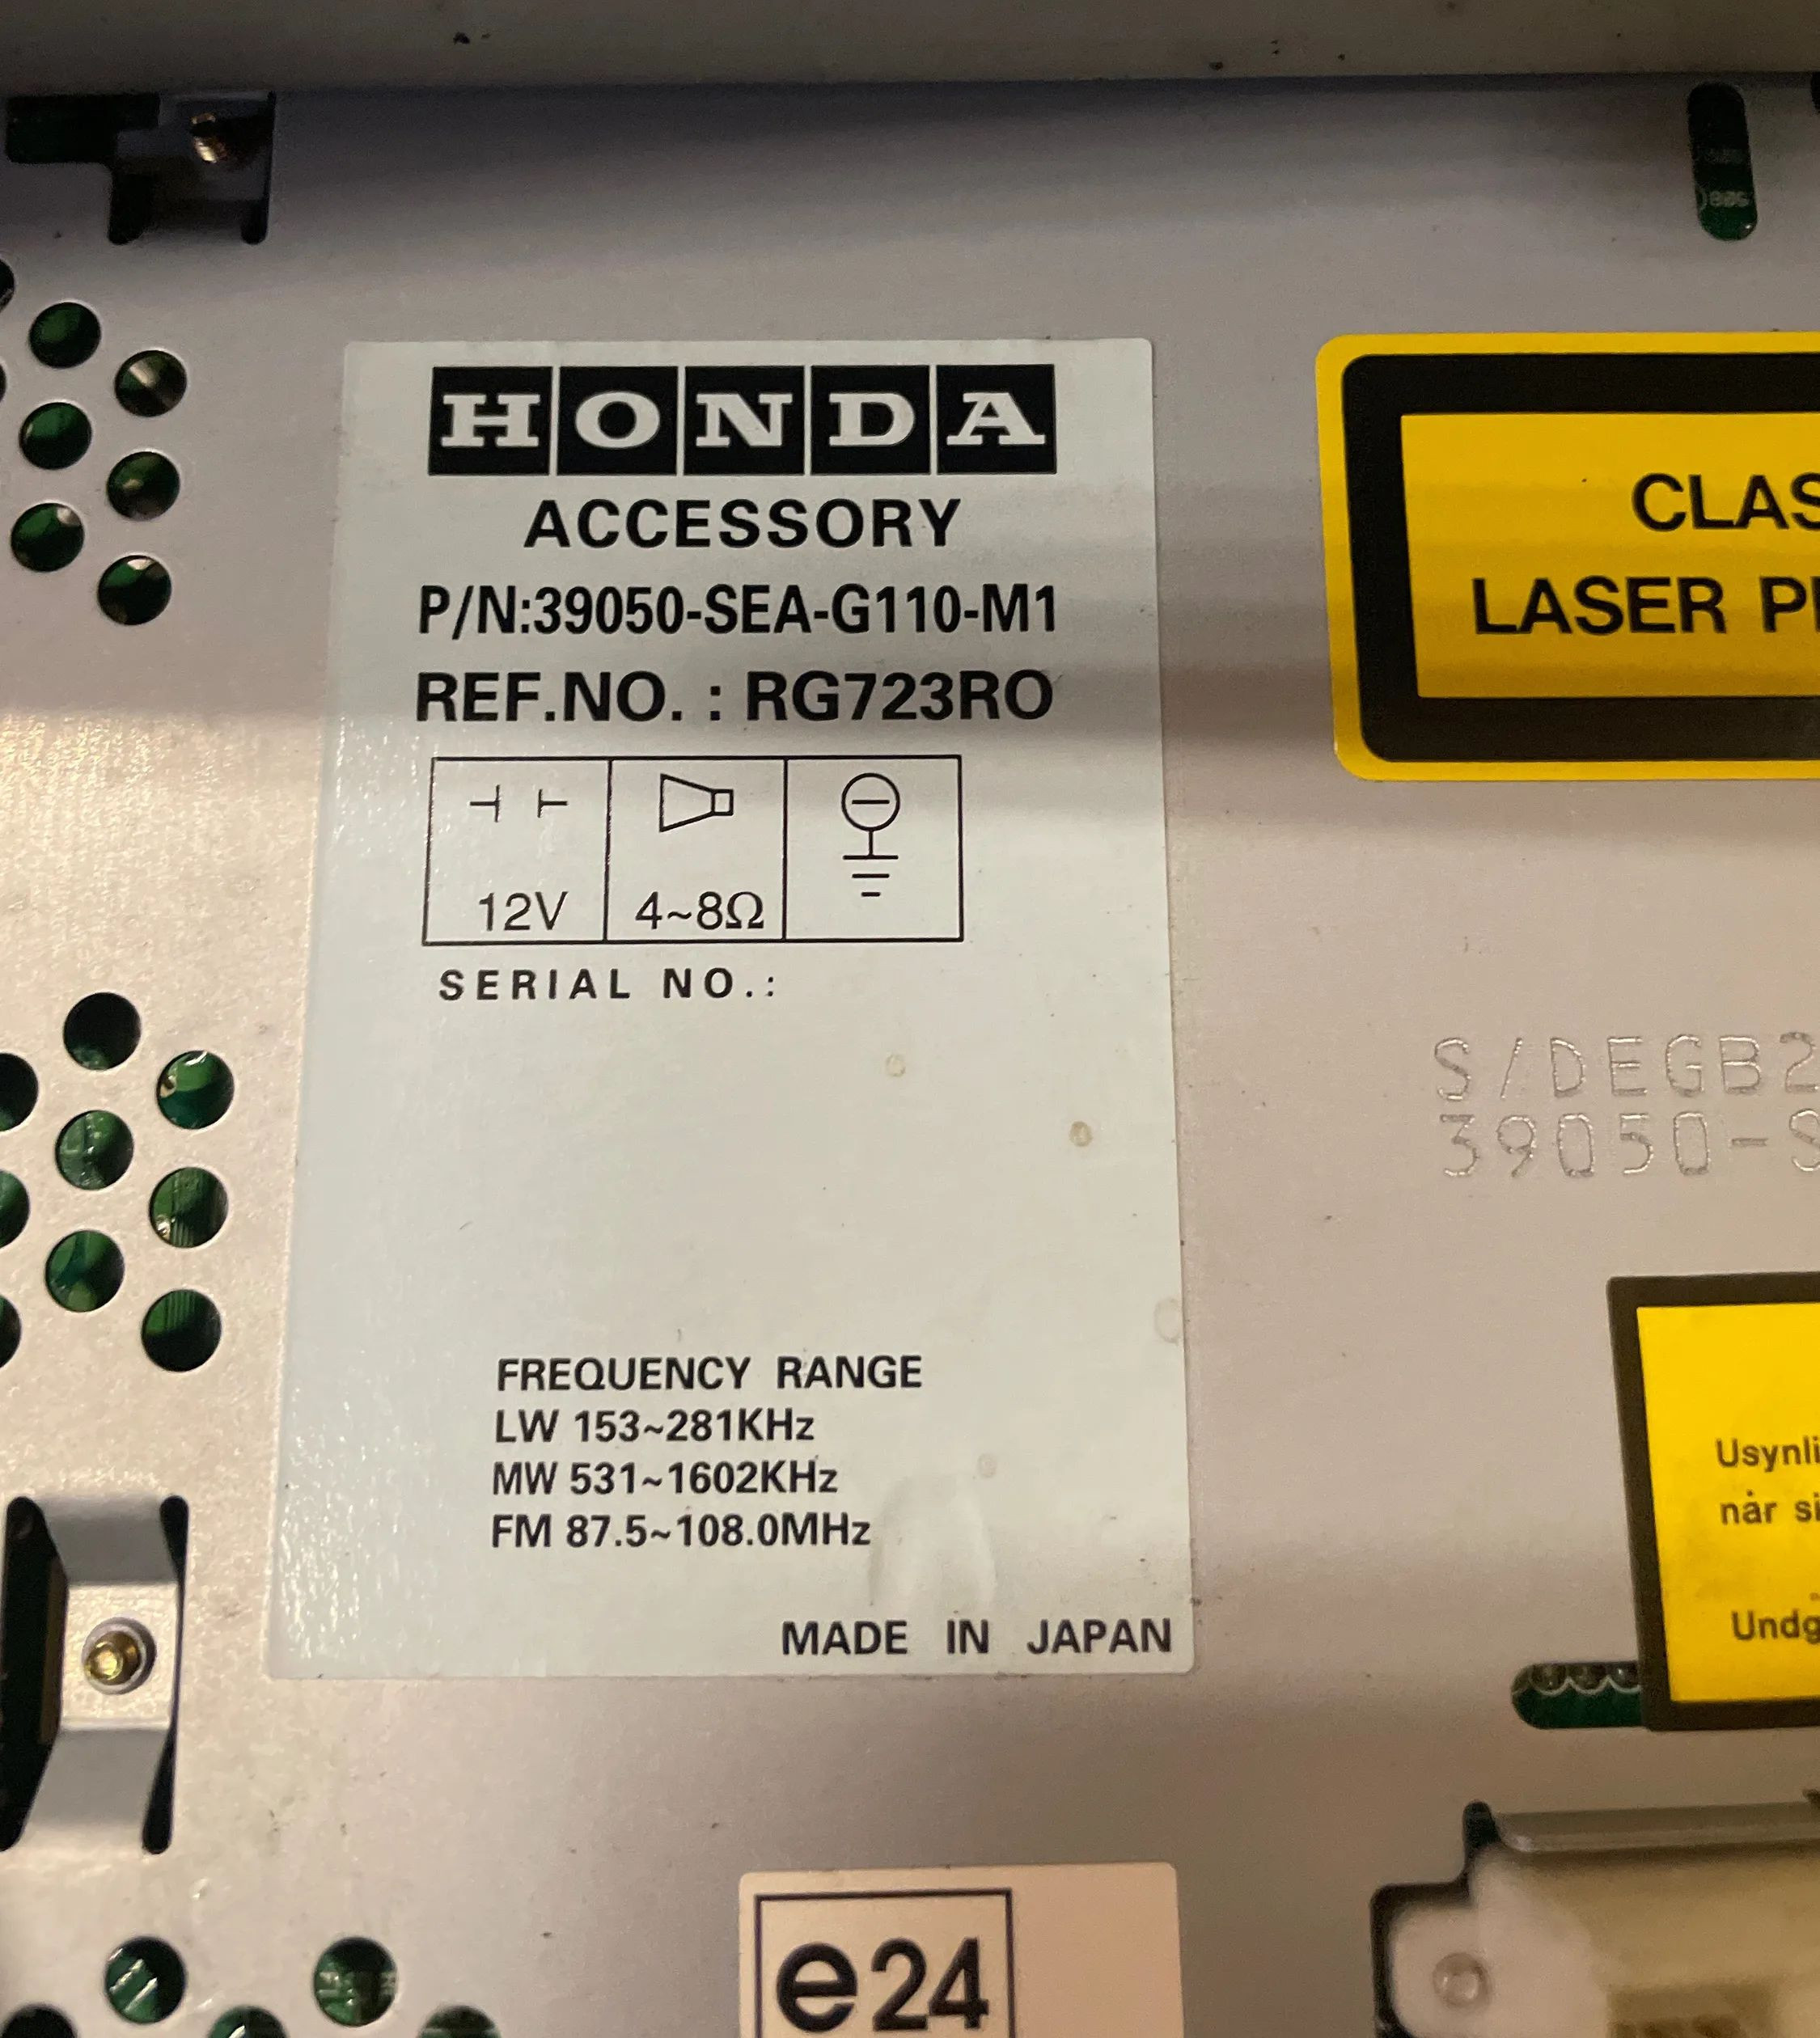 HONDA
ACCESSORY
P/N:39050-SEA-G110-M1
REF.NO. : RG723RO
12V
4~8Ω
SERIAL NO.:
FREQUENCY RANGE
LW 153~281KHz
MW 531~1602KHz
FM 87.5~108.0MHz
MADE IN JAPAN
e24
CLAS
LASER P
S/DEGB2
39050-S
Usynli
når si
Undg